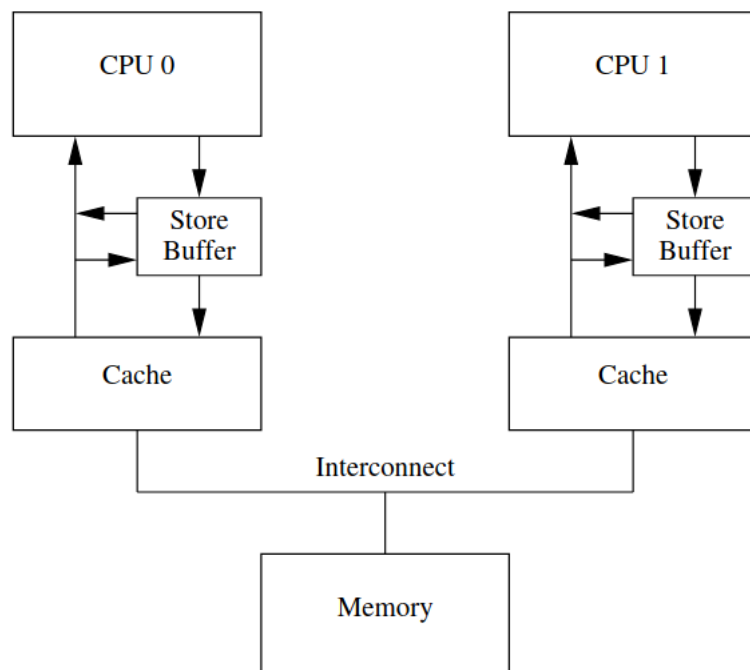 CPU 0
CPU 1
Store
Buffer
Store
Buffer
Cache
Cache
Interconnect
Memory